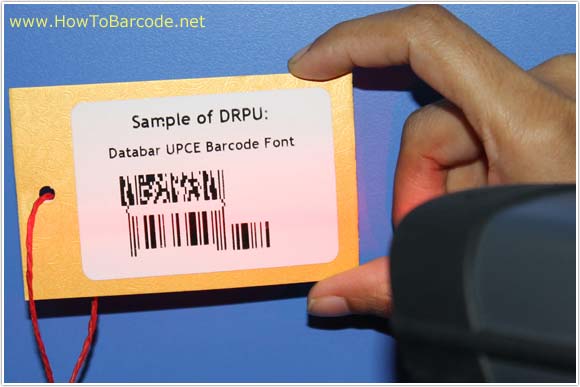 www.HowToBarcode.net
Sample of DRPU:
Databar UPCE Barcode Font